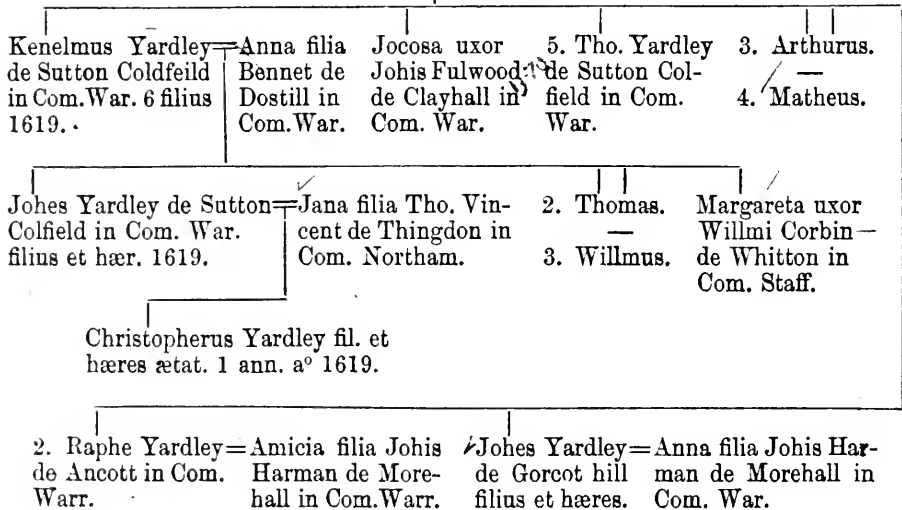 Kenelmus Yardley=Anna filia
de Sutton Coldfeild
in Com.War. 6 filius
1619.
Bennet de
Dostill in
Com.War.
Jocosa uxor
Johis Fulwood
de Clayhall in
Com. War.
5. Tho. Yardley
de Sutton Col-
field in Com.
War.
3. Arthurus.
—
4. Matheus.
Johes Yardley de Sutton=Jana filia Tho. Vin-
Colfield in Com. War.
filius et hær. 1619.
cent de Thingdon in
Com. Northam.
2. Thomas.
—
3. Willmus.
Margareta uxor
Willmi Corbin—
de Whitton in
Com. Staff.
Christopherus Yardley fil. et
hæres ætat. 1 ann. aº 1619.
2. Raphe Yardley=Amicia filia Johis
de Ancott in Com.
Warr.
Harman de More-
hall in Com.Warr.
Johes Yardley=Anna filia Johis Har-
de Gorcot hill
filius et hæres.
man de Morehall in
Com. War.